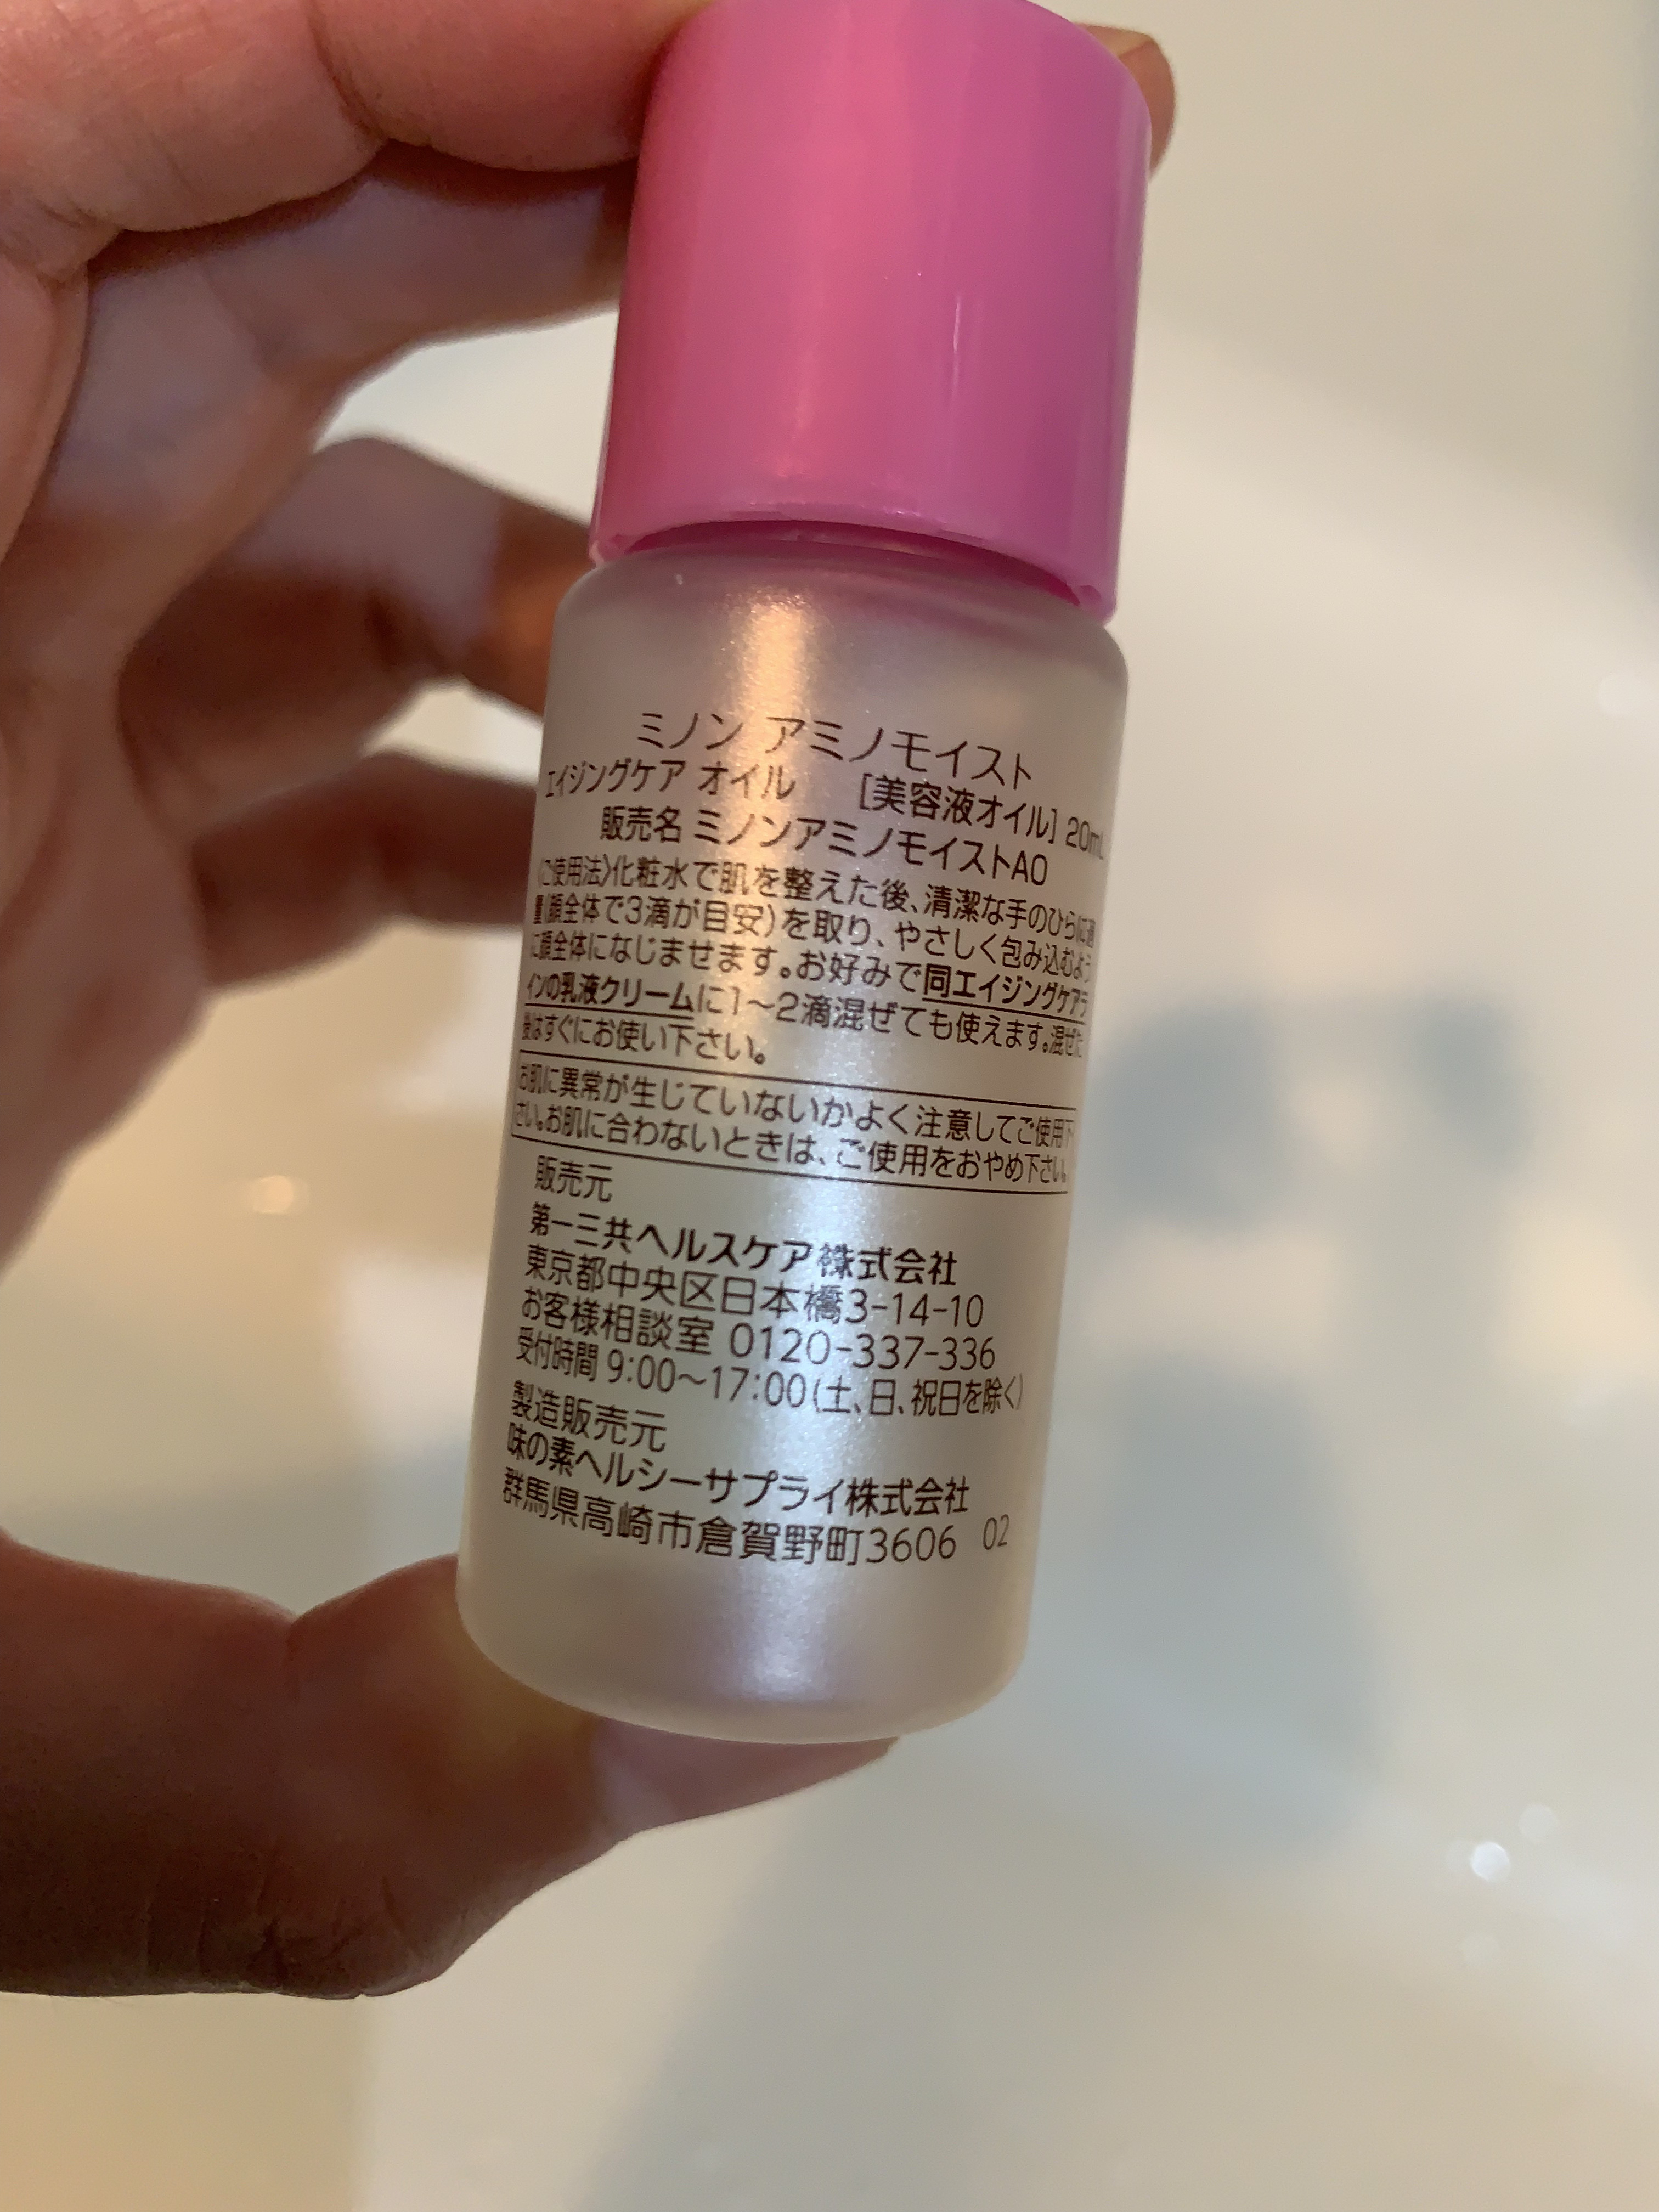 ミノン アミノモイスト
エイジングケア オイル [美容液オイル] 20mL
販売名 ミノンアミノモイストAO
〈ご使用法〉化粧水で肌を整えた後、清潔な手のひらに適
量(顔全体で3滴が目安)を取り、やさしく包み込むよう
に顔全体になじませます。お好みで同エイジングケアラ
インの乳液クリームに1〜2滴混ぜても使えます。混ぜた
後はすぐにお使い下さい。
お肌に異常が生じていないかよく注意してご使用下
さい。お肌に合わないときは、ご使用をおやめ下さい。
販売元
第一三共ヘルスケア株式会社
東京都中央区日本橋3-14-10
お客様相談室 0120-337-336
受付時間 9:00〜17:00(土、日、祝日を除く)
製造販売元
味の素ヘルシーサプライ株式会社
群馬県高崎市倉賀野町3606 02